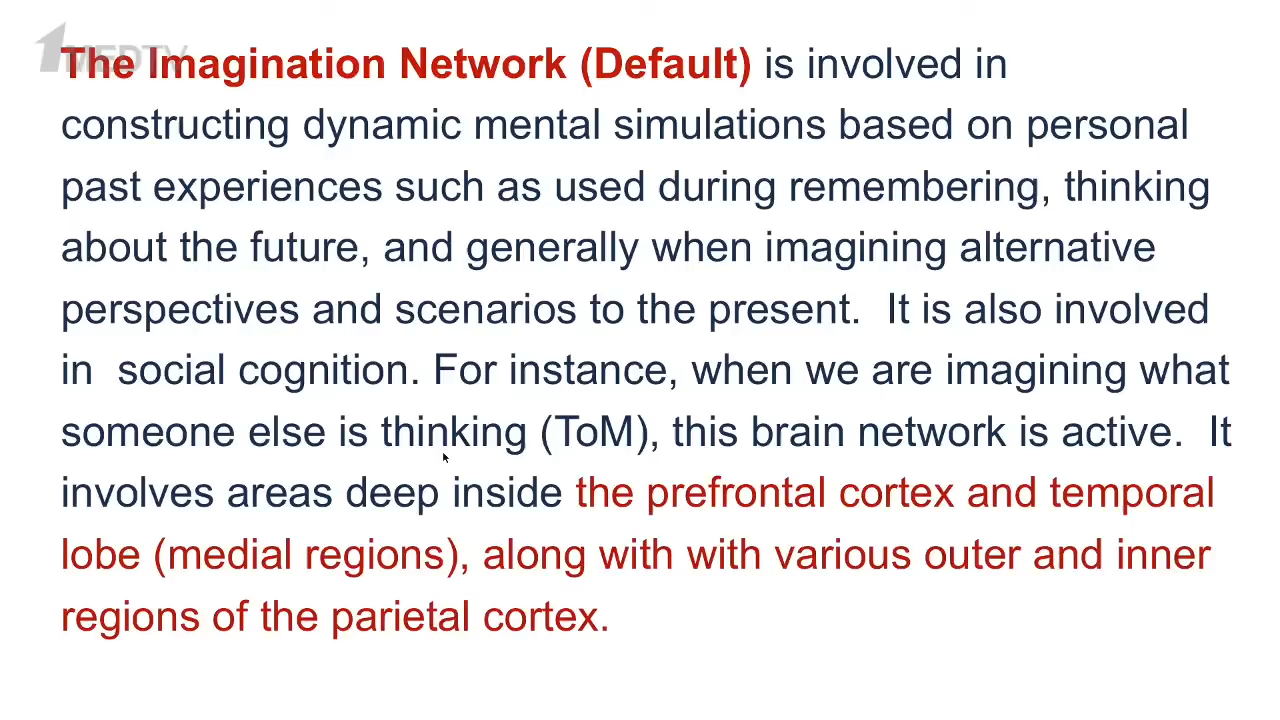 1MEDTV
The Imagination Network (Default) is involved in
constructing dynamic mental simulations based on personal
past experiences such as used during remembering, thinking
about the future, and generally when imagining alternative
perspectives and scenarios to the present.  It is also involved
in  social cognition. For instance, when we are imagining what
someone else is thinking (ToM), this brain network is active.  It
involves areas deep inside the prefrontal cortex and temporal
lobe (medial regions), along with with various outer and inner
regions of the parietal cortex.